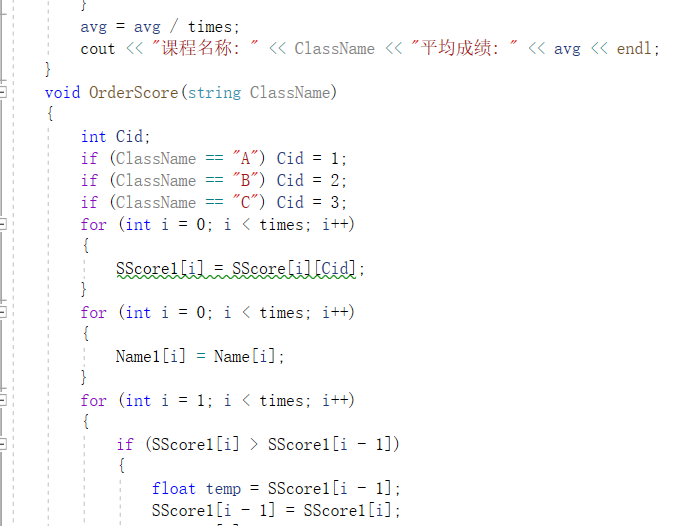 }
avg = avg / times;
cout << "课程名称: " << ClassName << "平均成绩: " << avg << endl;
}
void OrderScore(string ClassName)
{
int Cid;
if (ClassName == "A") Cid = 1;
if (ClassName == "B") Cid = 2;
if (ClassName == "C") Cid = 3;
for (int i = 0; i < times; i++)
{
SScore1[i] = SScore[i][Cid];
}
for (int i = 0; i < times; i++)
{
Name1[i] = Name[i];
}
for (int i = 1; i < times; i++)
{
if (SScore1[i] > SScore1[i - 1])
{
float temp = SScore1[i - 1];
SScore1[i - 1] = SScore1[i];